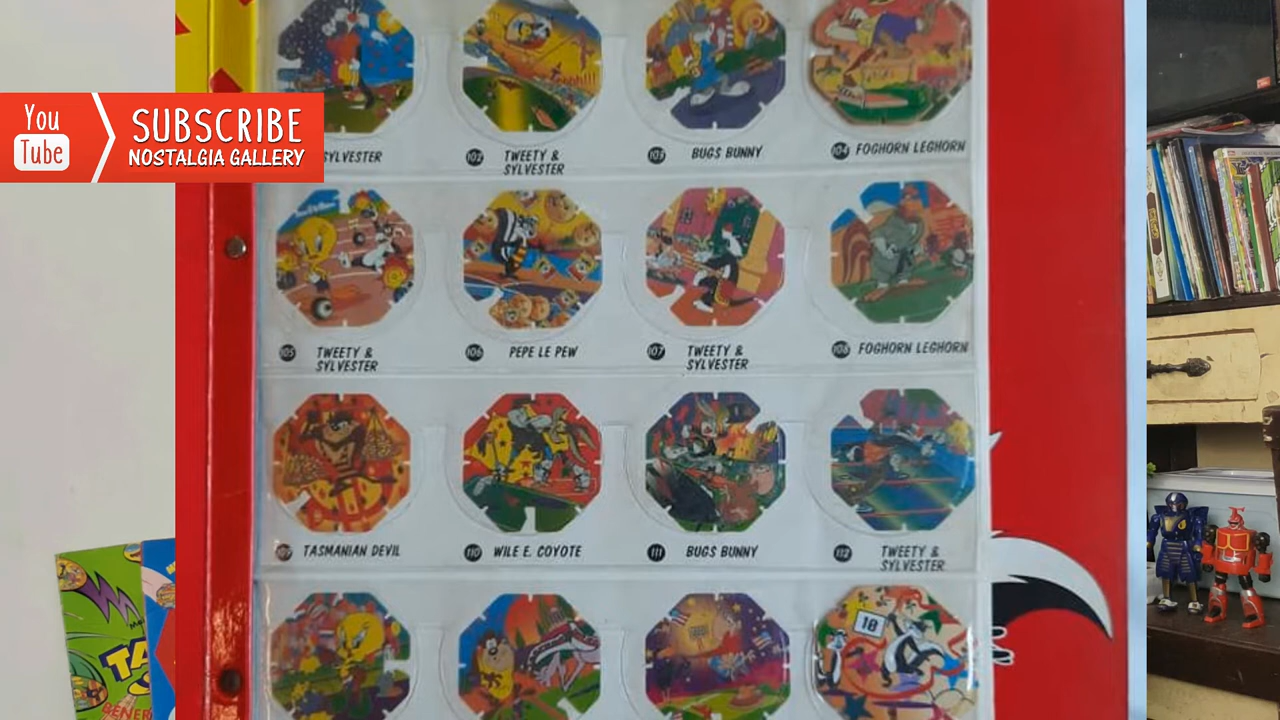 You
Tube
SUBSCRIBE
NOSTALGIA GALLERY
SYLVESTER
102 TWEETY &
SYLVESTER
103 BUGS BUNNY
104 FOGHORN LEGHORN
105 TWEETY &
SYLVESTER
106 PEPE LE PEW
107 TWEETY &
SYLVESTER
108 FOGHORN LEGHORN
109 TASMANIAN DEVIL
110 WILE E. COYOTE
111 BUGS BUNNY
112 TWEETY &
SYLVESTER
10